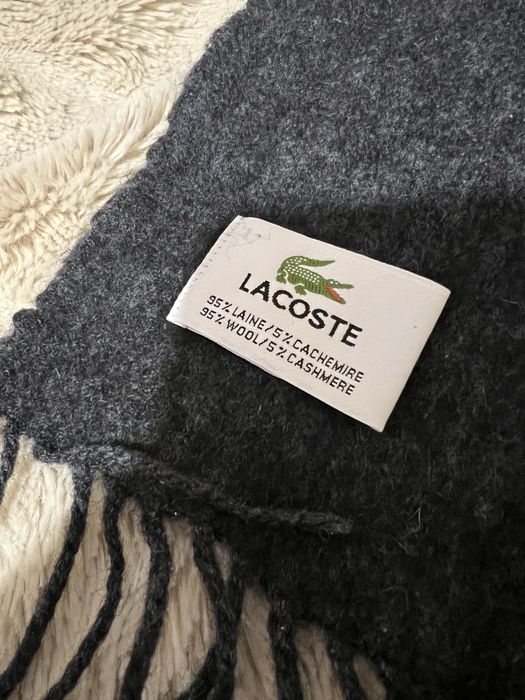 LACOSTE
95% LAINE/5% CACHEMIRE
95% WOOL/5% CASHMERE